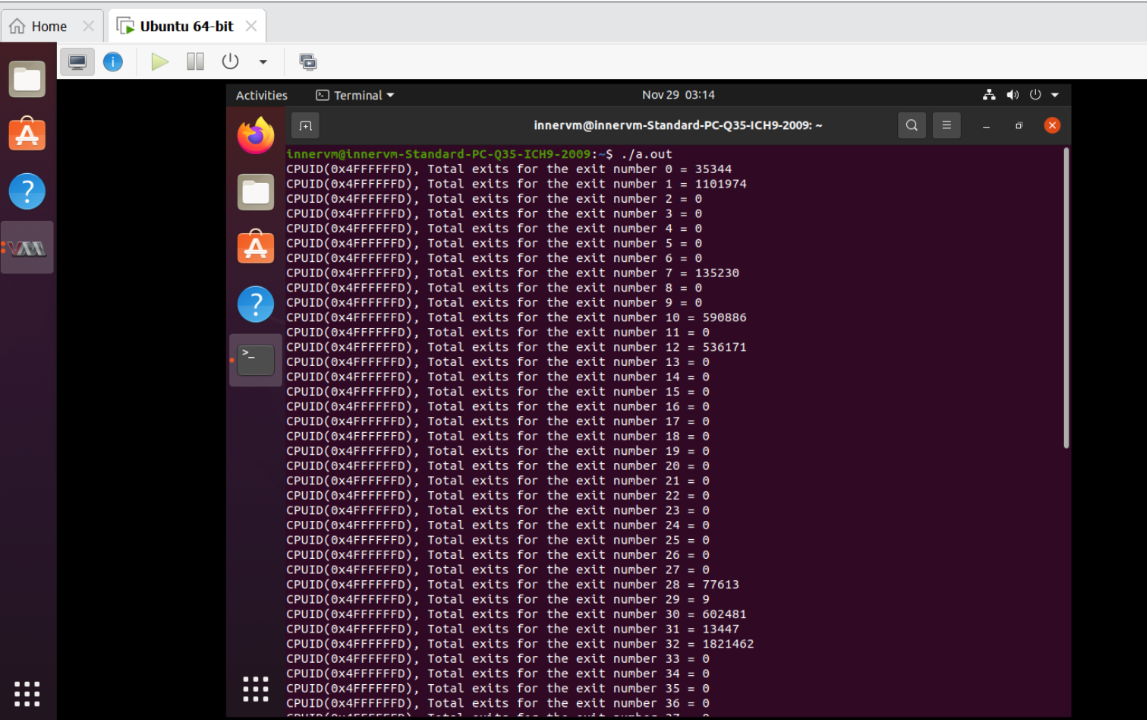 Home
Ubuntu 64-bit
Activities Terminal Nov 29 03:14
innervm@innervm-Standard-PC-Q35-ICH9-2009: ~
innervm@innervm-Standard-PC-Q35-ICH9-2009:~$ ./a.out
CPUID(0x4FFFFFFD), Total exits for the exit number 0 = 35344
CPUID(0x4FFFFFFD), Total exits for the exit number 1 = 1101974
CPUID(0x4FFFFFFD), Total exits for the exit number 2 = 0
CPUID(0x4FFFFFFD), Total exits for the exit number 3 = 0
CPUID(0x4FFFFFFD), Total exits for the exit number 4 = 0
CPUID(0x4FFFFFFD), Total exits for the exit number 5 = 0
CPUID(0x4FFFFFFD), Total exits for the exit number 6 = 0
CPUID(0x4FFFFFFD), Total exits for the exit number 7 = 135230
CPUID(0x4FFFFFFD), Total exits for the exit number 8 = 0
CPUID(0x4FFFFFFD), Total exits for the exit number 9 = 0
CPUID(0x4FFFFFFD), Total exits for the exit number 10 = 590886
CPUID(0x4FFFFFFD), Total exits for the exit number 11 = 0
CPUID(0x4FFFFFFD), Total exits for the exit number 12 = 536171
CPUID(0x4FFFFFFD), Total exits for the exit number 13 = 0
CPUID(0x4FFFFFFD), Total exits for the exit number 14 = 0
CPUID(0x4FFFFFFD), Total exits for the exit number 15 = 0
CPUID(0x4FFFFFFD), Total exits for the exit number 16 = 0
CPUID(0x4FFFFFFD), Total exits for the exit number 17 = 0
CPUID(0x4FFFFFFD), Total exits for the exit number 18 = 0
CPUID(0x4FFFFFFD), Total exits for the exit number 19 = 0
CPUID(0x4FFFFFFD), Total exits for the exit number 20 = 0
CPUID(0x4FFFFFFD), Total exits for the exit number 21 = 0
CPUID(0x4FFFFFFD), Total exits for the exit number 22 = 0
CPUID(0x4FFFFFFD), Total exits for the exit number 23 = 0
CPUID(0x4FFFFFFD), Total exits for the exit number 24 = 0
CPUID(0x4FFFFFFD), Total exits for the exit number 25 = 0
CPUID(0x4FFFFFFD), Total exits for the exit number 26 = 0
CPUID(0x4FFFFFFD), Total exits for the exit number 27 = 0
CPUID(0x4FFFFFFD), Total exits for the exit number 28 = 77613
CPUID(0x4FFFFFFD), Total exits for the exit number 29 = 9
CPUID(0x4FFFFFFD), Total exits for the exit number 30 = 602481
CPUID(0x4FFFFFFD), Total exits for the exit number 31 = 13447
CPUID(0x4FFFFFFD), Total exits for the exit number 32 = 1821462
CPUID(0x4FFFFFFD), Total exits for the exit number 33 = 0
CPUID(0x4FFFFFFD), Total exits for the exit number 34 = 0
CPUID(0x4FFFFFFD), Total exits for the exit number 35 = 0
CPUID(0x4FFFFFFD), Total exits for the exit number 36 = 0